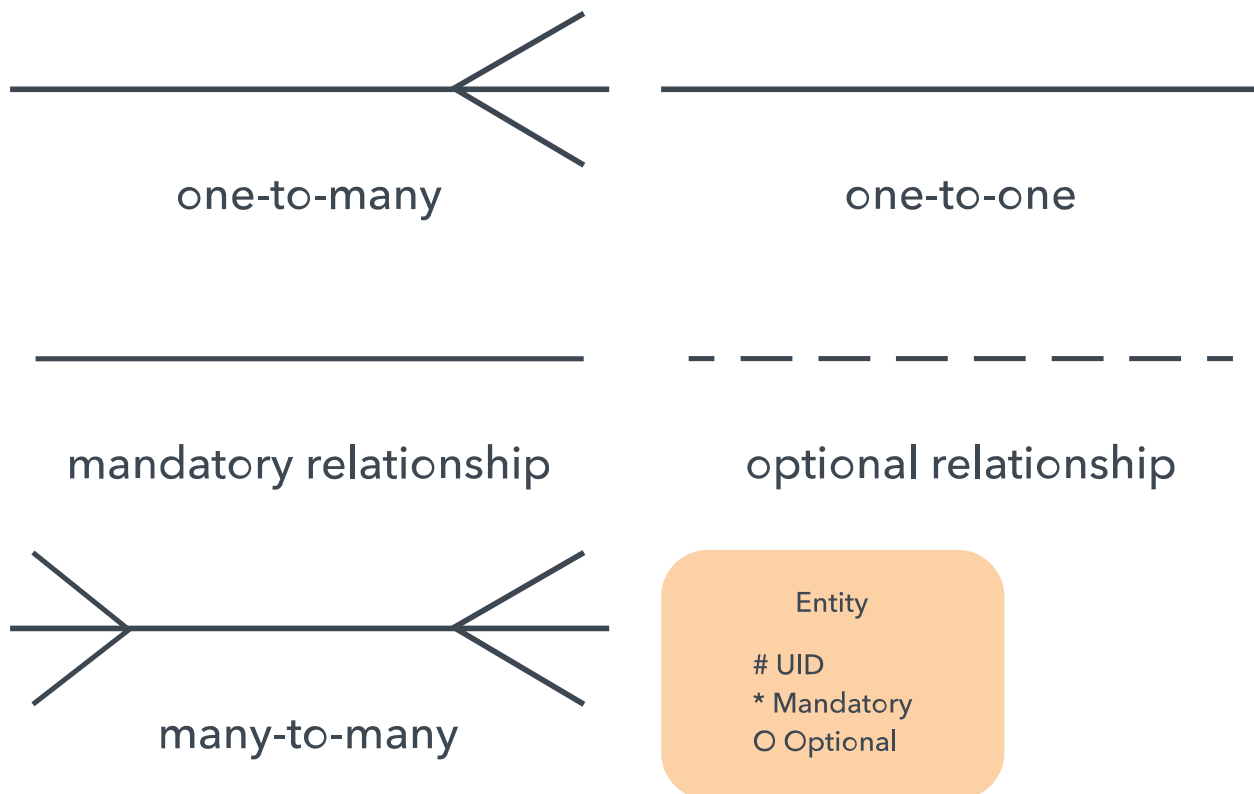 one-to-many
one-to-one
mandatory relationship
optional relationship
many-to-many
Entity
# UID
* Mandatory
O Optional